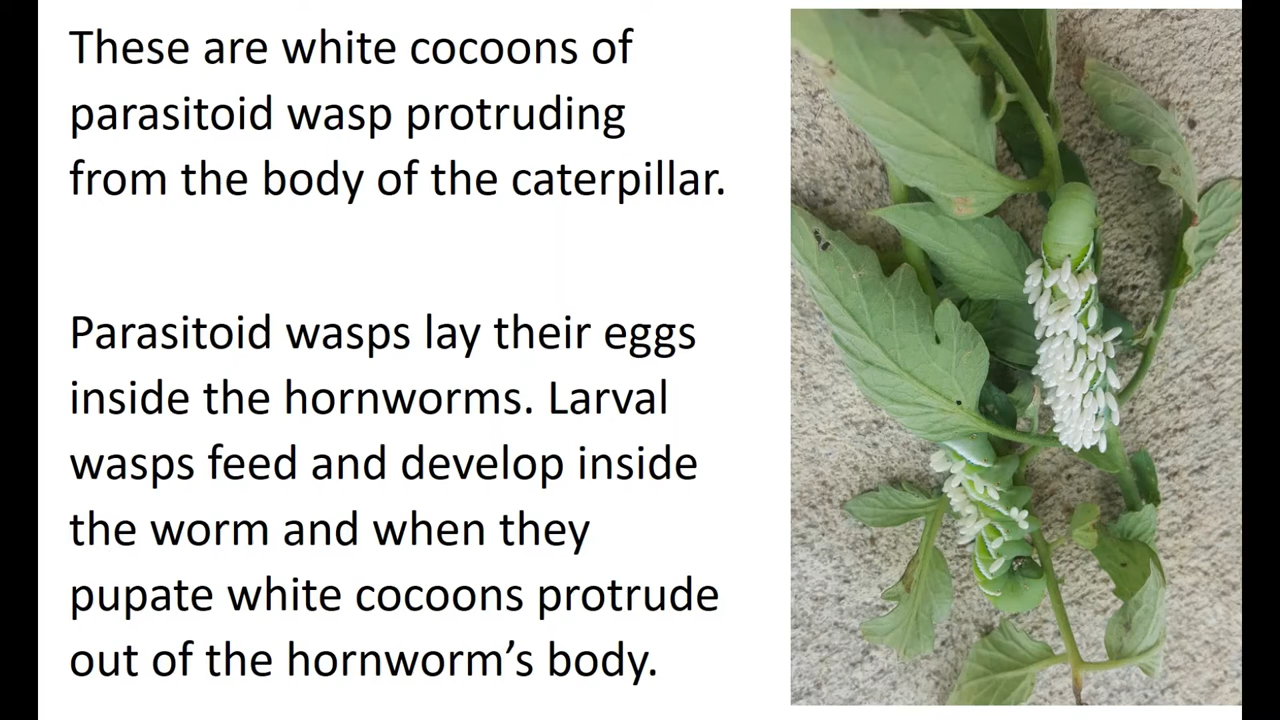 These are white cocoons of
parasitoid wasp protruding
from the body of the caterpillar.
Parasitoid wasps lay their eggs
inside the hornworms. Larval
wasps feed and develop inside
the worm and when they
pupate white cocoons protrude
out of the hornworm’s body.